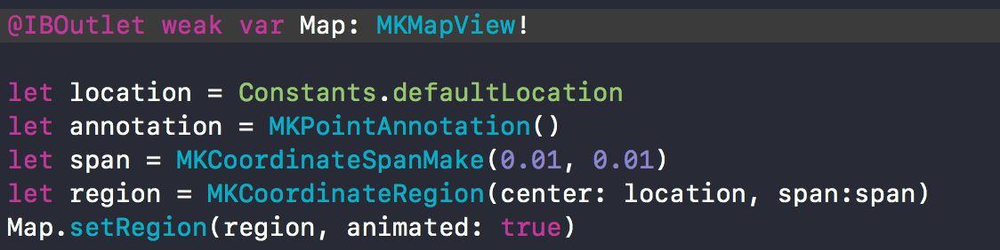 @IBOutlet weak var Map: MKMapView!
let location = Constants.defaultLocation
let annotation = MKPointAnnotation()
let span = MKCoordinateSpanMake(0.01, 0.01)
let region = MKCoordinateRegion(center: location, span:span)
Map.setRegion(region, animated: true)